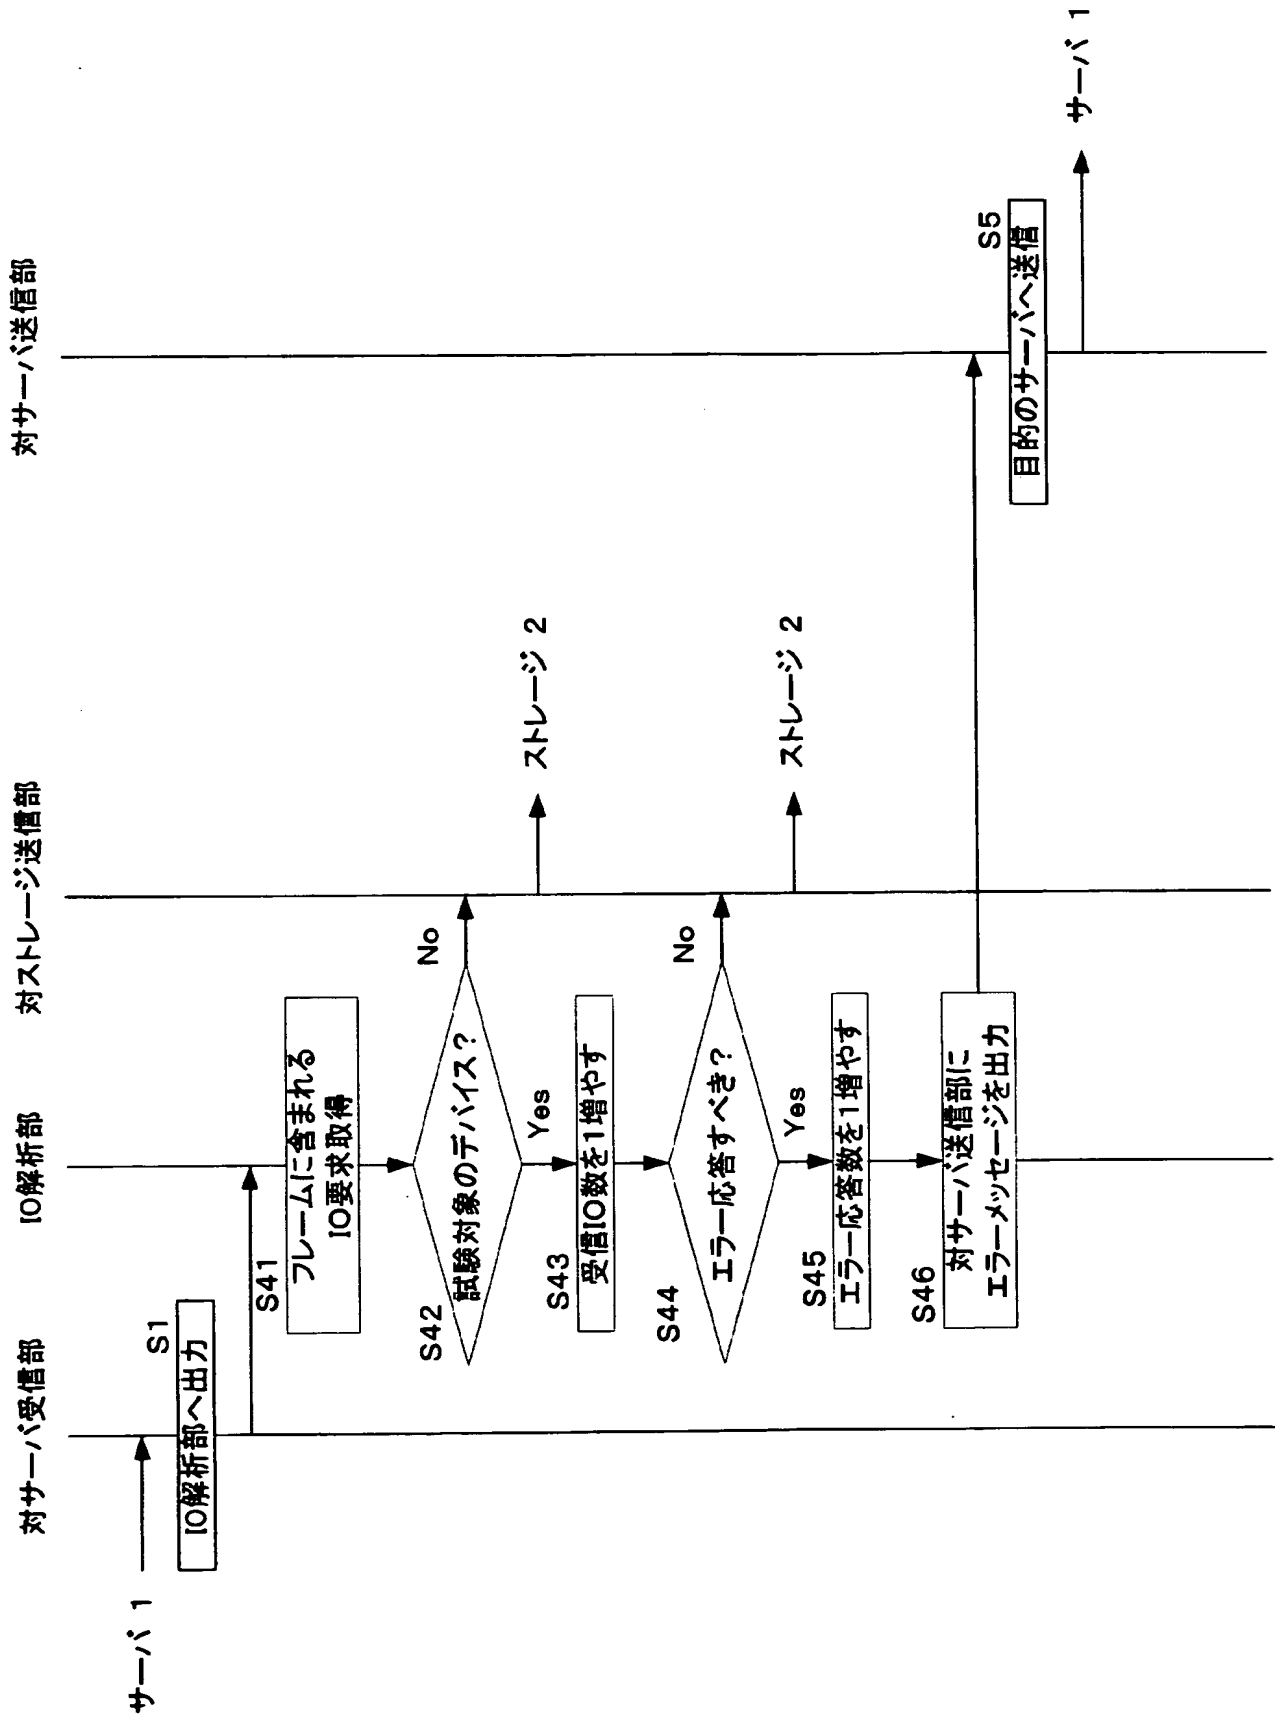 対サーバ受信部
IO解析部
対ストレージ送信部
対サーバ送信部
サーバ 1
S1
IO解析部へ出力
S41
フレームに含まれる
IO要求取得
S42
試験対象のデバイス?
No
ストレージ 2
Yes
S43
受信IO数を1増やす
S44
エラー応答すべき?
No
ストレージ 2
Yes
S45
エラー応答数を1増やす
S46
対サーバ送信部に
エラーメッセージを出力
S5
目的のサーバへ送信
サーバ 1